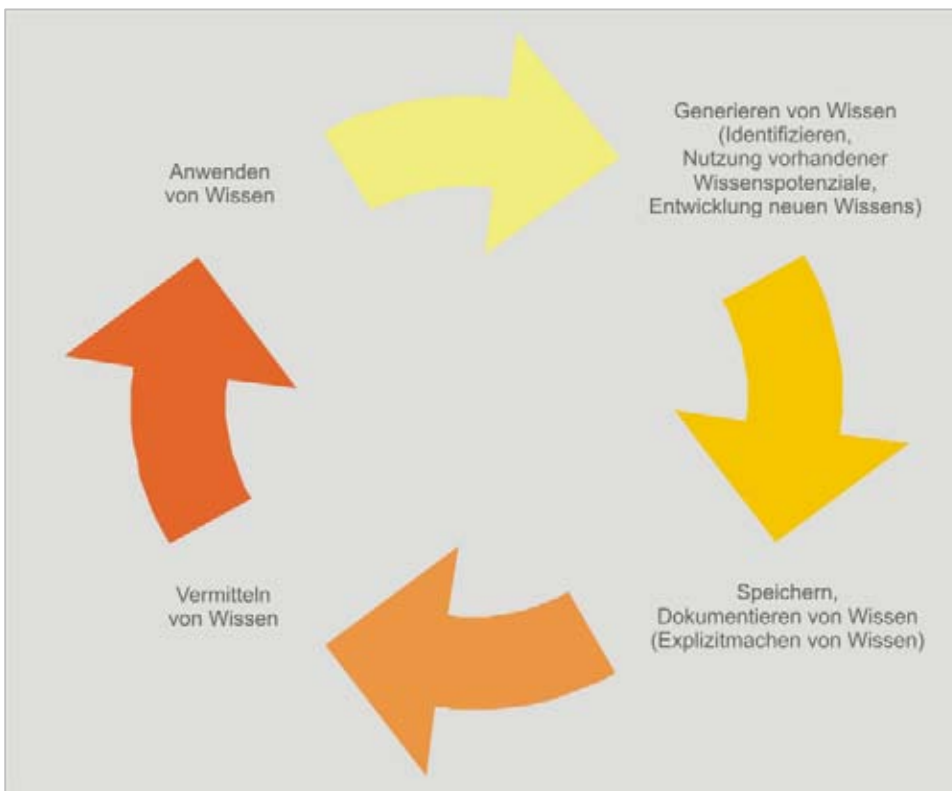 Anwenden
von Wissen
Generieren von Wissen
(Identifizieren,
Nutzung vorhandener
Wissenspotenziale,
Entwicklung neuen Wissens)
Speichern,
Dokumentieren von Wissen
(Explizitmachen von Wissen)
Vermitteln
von Wissen